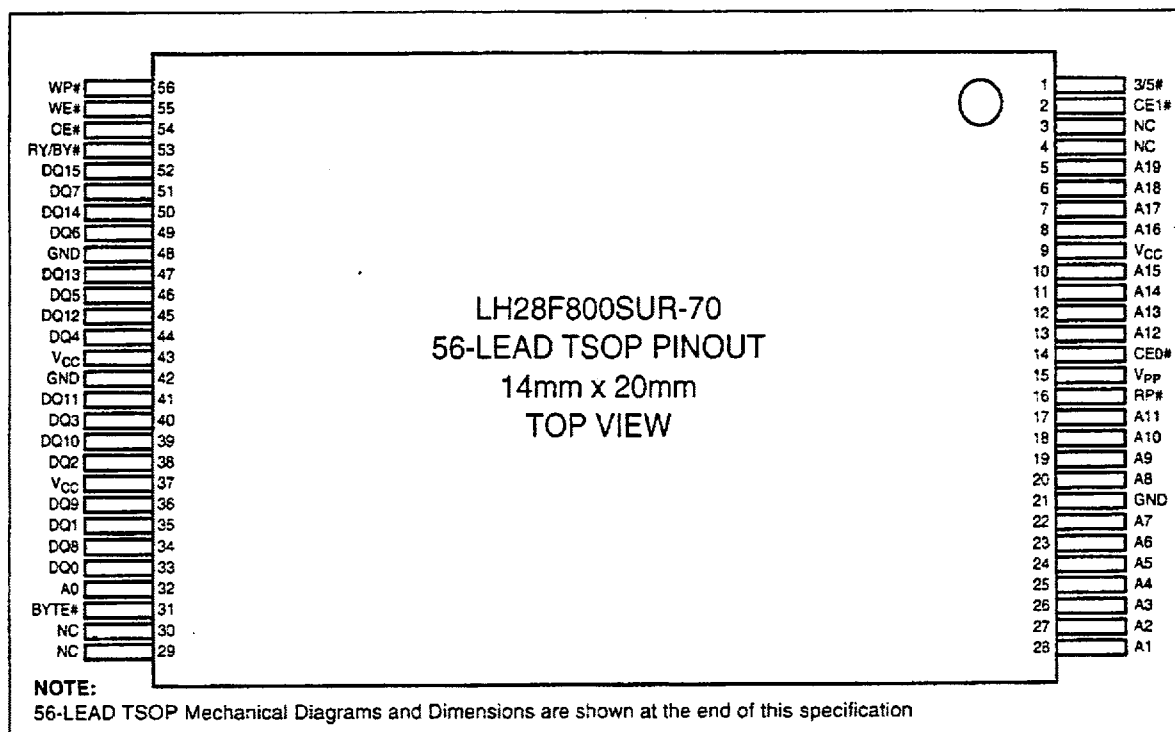 WP# 56 1 3/5#
WE# 55 2 CE1#
OE# 54 3 NC
RY/BY# 53 4 NC
DQ15 52 5 A19
DQ7 51 6 A18
DQ14 50 7 A17
DQ6 49 8 A16
GND 48 9 VCC
DQ13 47 10 A15
DQ5 46 11 A14
DQ12 45 12 A13
DQ4 44 13 A12
VCC 43 14 CE0#
GND 42 15 VPP
DQ11 41 16 RP#
DQ3 40 17 A11
DQ10 39 18 A10
DQ2 38 19 A9
VCC 37 20 A8
DQ9 36 21 GND
DQ1 35 22 A7
DQ8 34 23 A6
DQ0 33 24 A5
A0 32 25 A4
BYTE# 31 26 A3
NC 30 27 A2
NC 29 28 A1
LH28F800SUR-70
56-LEAD TSOP PINOUT
14mm x 20mm
TOP VIEW
NOTE:
56-LEAD TSOP Mechanical Diagrams and Dimensions are shown at the end of this specification